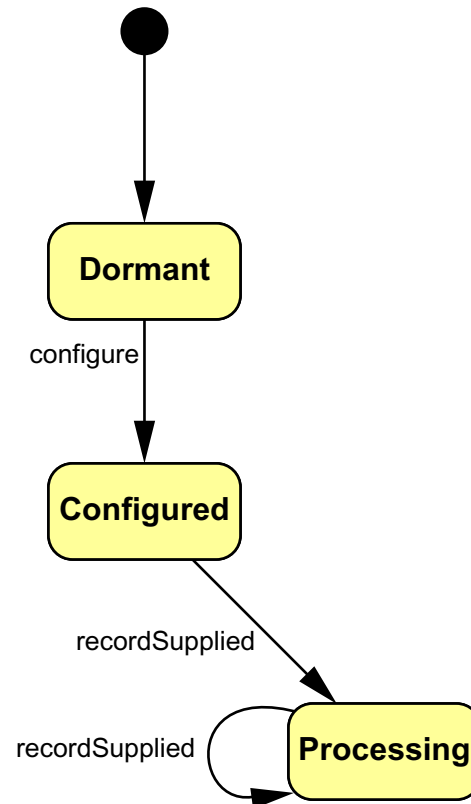 Dormant
configure
Configured
recordSupplied
recordSupplied
Processing